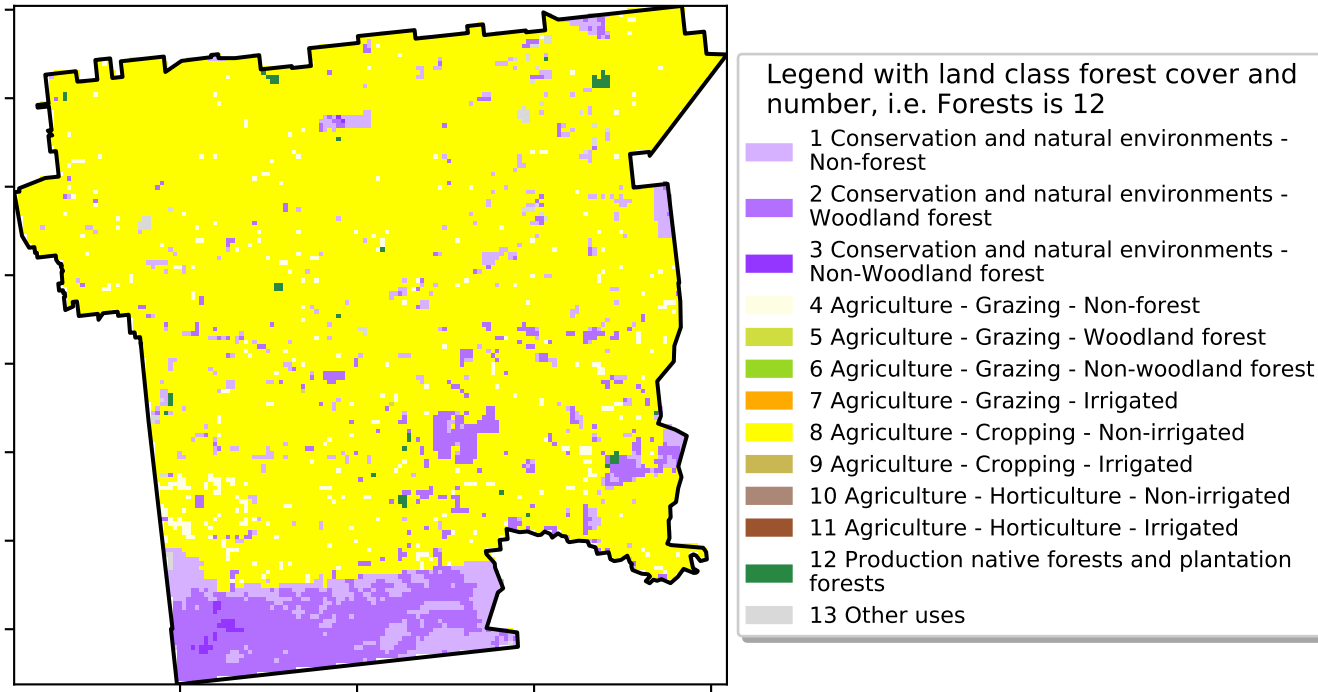 Legend with land class forest cover and
number, i.e. Forests is 12
1 Conservation and natural environments -
Non-forest
2 Conservation and natural environments -
Woodland forest
3 Conservation and natural environments -
Non-Woodland forest
4 Agriculture - Grazing - Non-forest
5 Agriculture - Grazing - Woodland forest
6 Agriculture - Grazing - Non-woodland forest
7 Agriculture - Grazing - Irrigated
8 Agriculture - Cropping - Non-irrigated
9 Agriculture - Cropping - Irrigated
10 Agriculture - Horticulture - Non-irrigated
11 Agriculture - Horticulture - Irrigated
12 Production native forests and plantation
forests
13 Other uses